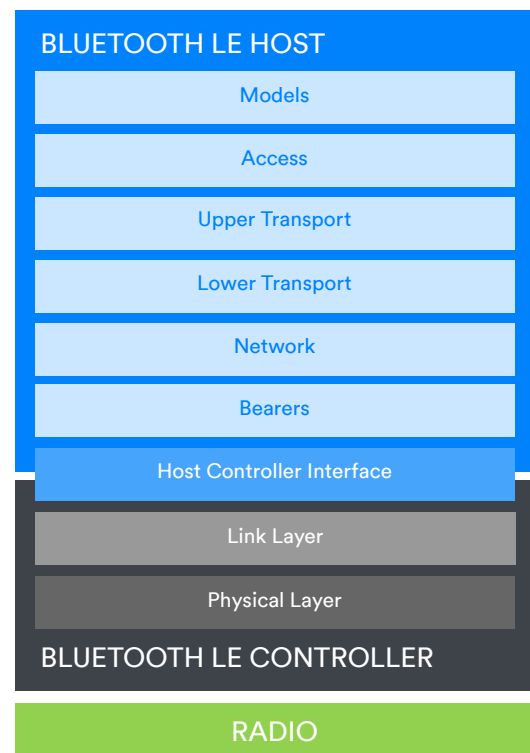 BLUETOOTH LE HOST
Models
Access
Upper Transport
Lower Transport
Network
Bearers
Host Controller Interface
Link Layer
Physical Layer
BLUETOOTH LE CONTROLLER
RADIO